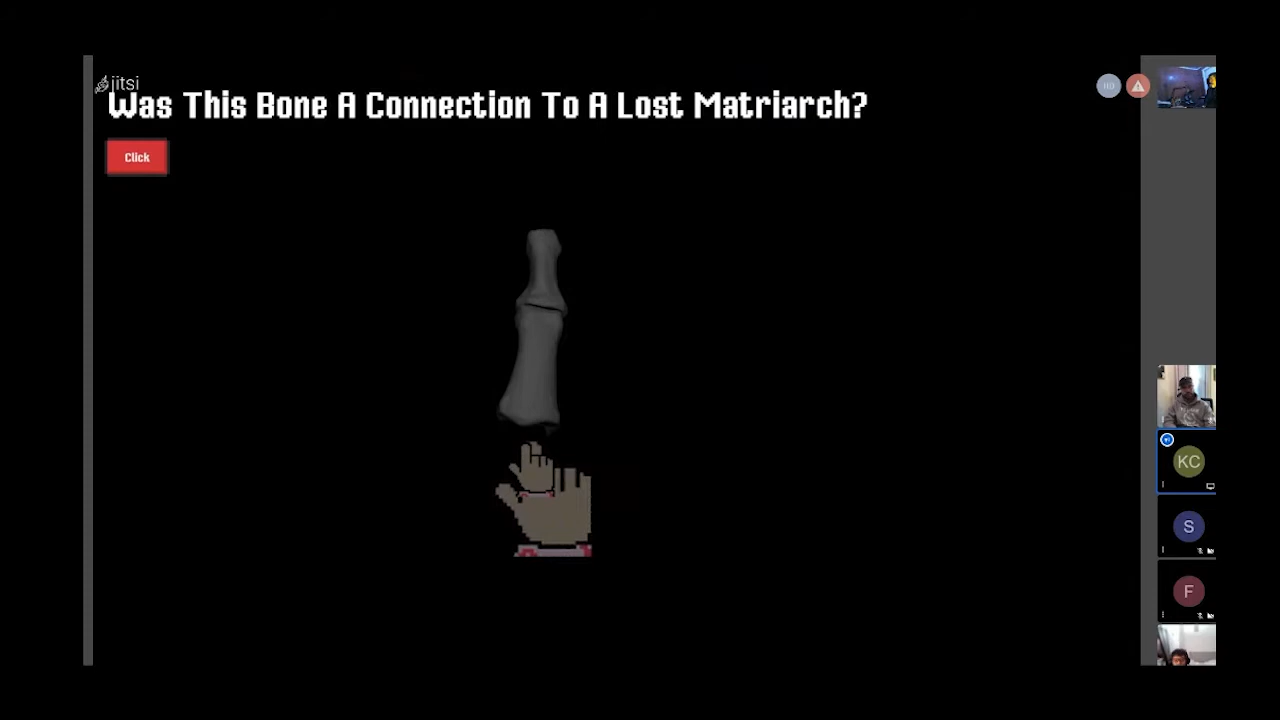 jitsi
Was This Bone A Connection To A Lost Matriarch?
Click
KC
S
F